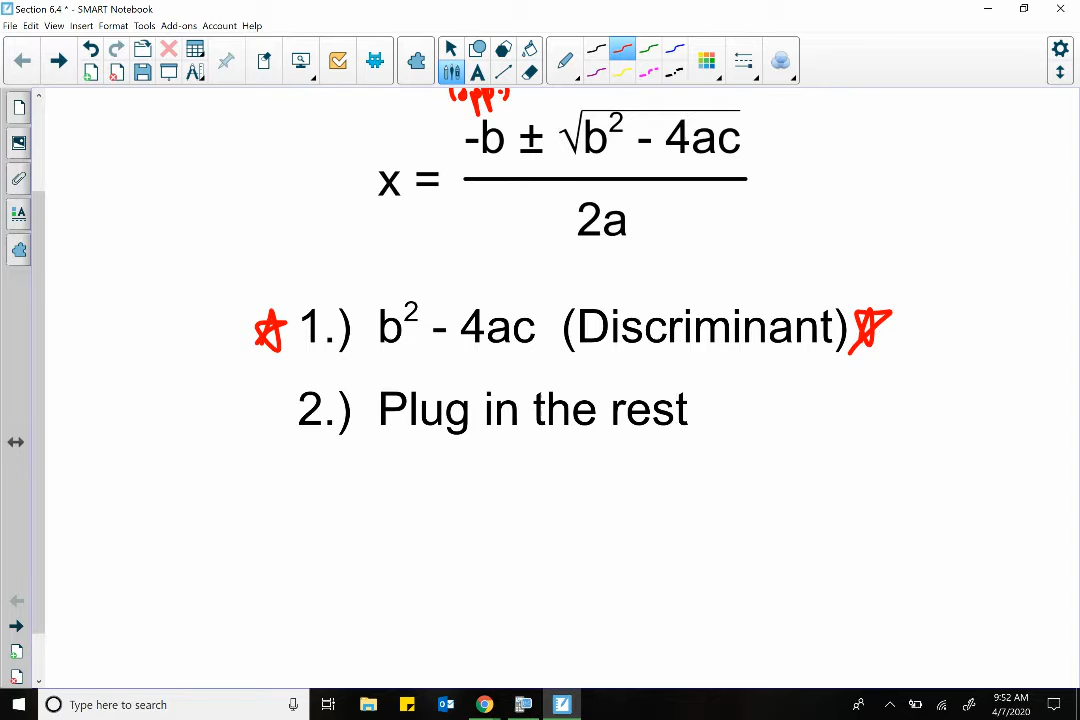 Section 6.4 * - SMART Notebook
File Edit View Insert Format Tools Add-ons Account Help
(opp.)
-b ± √b² - 4ac
x =
2a
1.) b² - 4ac (Discriminant)
2.) Plug in the rest
Type here to search
9:52 AM
4/7/2020